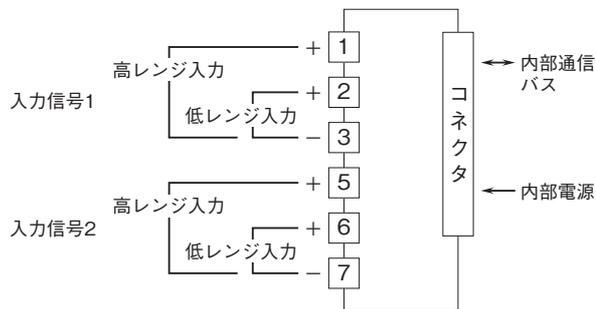 入力信号1
高レンジ入力
+ 1
低レンジ入力
+ 2
− 3
入力信号2
高レンジ入力
+ 5
低レンジ入力
+ 6
− 7
コネクタ
内部通信
バス
内部電源